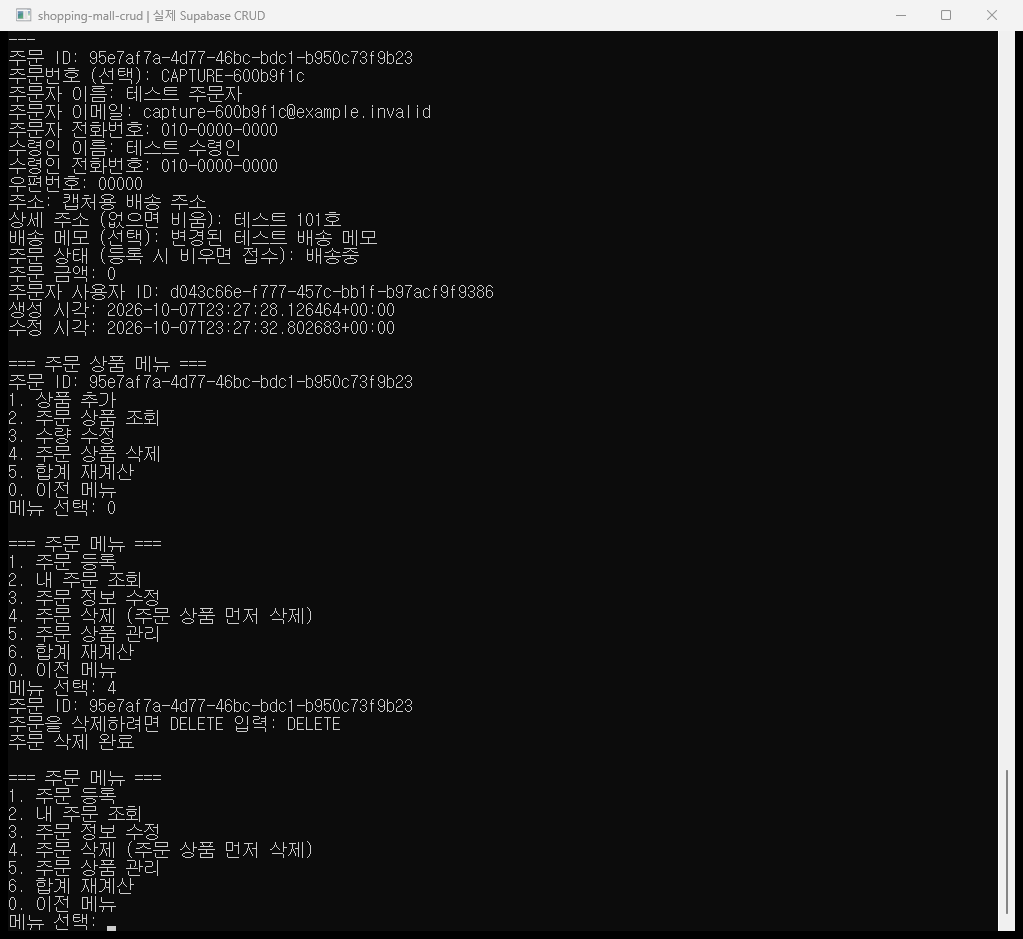 shopping-mall-crud | 실제 Supabase CRUD
---
주문 ID: 95e7af7a-4d77-46bc-bdc1-b950c73f9b23
주문번호 (선택): CAPTURE-600b9f1c
주문자 이름: 테스트 주문자
주문자 이메일: capture-600b9f1c@example.invalid
주문자 전화번호: 010-0000-0000
수령인 이름: 테스트 수령인
수령인 전화번호: 010-0000-0000
우편번호: 00000
주소: 캡처용 배송 주소
상세 주소 (없으면 비움): 테스트 101호
배송 메모 (선택): 변경된 테스트 배송 메모
주문 상태 (등록 시 비우면 접수): 배송중
주문 금액: 0
주문자 사용자 ID: d043c66e-f777-457c-bb1f-b97acf9f9386
생성 시각: 2026-10-07T23:27:28.126464+00:00
수정 시각: 2026-10-07T23:27:32.802683+00:00
=== 주문 상품 메뉴 ===
주문 ID: 95e7af7a-4d77-46bc-bdc1-b950c73f9b23
1. 상품 추가
2. 주문 상품 조회
3. 수량 수정
4. 주문 상품 삭제
5. 합계 재계산
0. 이전 메뉴
메뉴 선택: 0
=== 주문 메뉴 ===
1. 주문 등록
2. 내 주문 조회
3. 주문 정보 수정
4. 주문 삭제 (주문 상품 먼저 삭제)
5. 주문 상품 관리
6. 합계 재계산
0. 이전 메뉴
메뉴 선택: 4
주문 ID: 95e7af7a-4d77-46bc-bdc1-b950c73f9b23
주문을 삭제하려면 DELETE 입력: DELETE
주문 삭제 완료
=== 주문 메뉴 ===
1. 주문 등록
2. 내 주문 조회
3. 주문 정보 수정
4. 주문 삭제 (주문 상품 먼저 삭제)
5. 주문 상품 관리
6. 합계 재계산
0. 이전 메뉴
메뉴 선택: